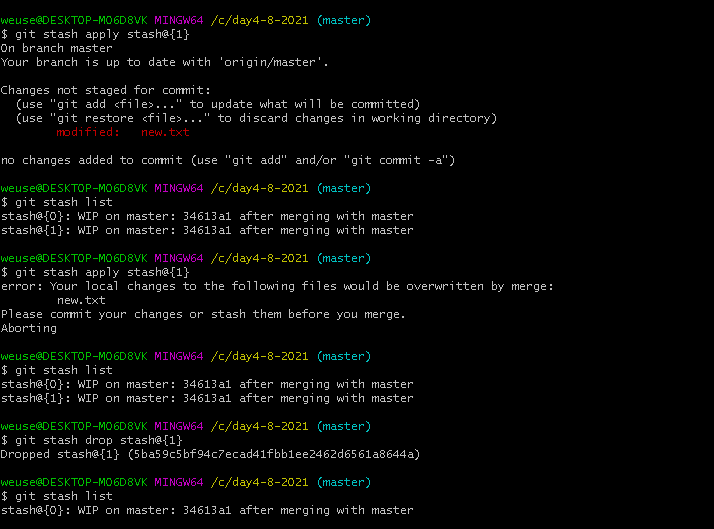 weuse@DESKTOP-MO6D8VK MINGW64 /c/day4-8-2021 (master)
$ git stash apply stash@{1}
On branch master
Your branch is up to date with 'origin/master'.
Changes not staged for commit:
  (use "git add <file>..." to update what will be committed)
  (use "git restore <file>..." to discard changes in working directory)
        modified:   new.txt
no changes added to commit (use "git add" and/or "git commit -a")
weuse@DESKTOP-MO6D8VK MINGW64 /c/day4-8-2021 (master)
$ git stash list
stash@{0}: WIP on master: 34613a1 after merging with master
stash@{1}: WIP on master: 34613a1 after merging with master
weuse@DESKTOP-MO6D8VK MINGW64 /c/day4-8-2021 (master)
$ git stash apply stash@{1}
error: Your local changes to the following files would be overwritten by merge:
        new.txt
Please commit your changes or stash them before you merge.
Aborting
weuse@DESKTOP-MO6D8VK MINGW64 /c/day4-8-2021 (master)
$ git stash list
stash@{0}: WIP on master: 34613a1 after merging with master
stash@{1}: WIP on master: 34613a1 after merging with master
weuse@DESKTOP-MO6D8VK MINGW64 /c/day4-8-2021 (master)
$ git stash drop stash@{1}
Dropped stash@{1} (5ba59c5bf94c7ecad41fbb1ee2462d6561a8644a)
weuse@DESKTOP-MO6D8VK MINGW64 /c/day4-8-2021 (master)
$ git stash list
stash@{0}: WIP on master: 34613a1 after merging with master